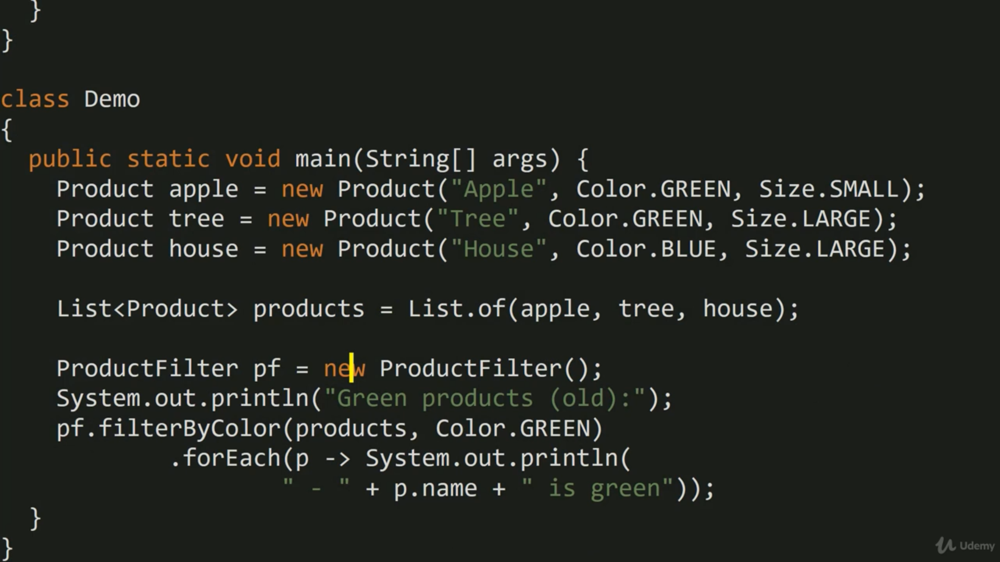 }
}

class Demo
{
  public static void main(String[] args) {
    Product apple = new Product("Apple", Color.GREEN, Size.SMALL);
    Product tree = new Product("Tree", Color.GREEN, Size.LARGE);
    Product house = new Product("House", Color.BLUE, Size.LARGE);

    List<Product> products = List.of(apple, tree, house);

    ProductFilter pf = new ProductFilter();
    System.out.println("Green products (old):");
    pf.filterByColor(products, Color.GREEN)
            .forEach(p -> System.out.println(
                    " - " + p.name + " is green"));
  }
}
Udemy